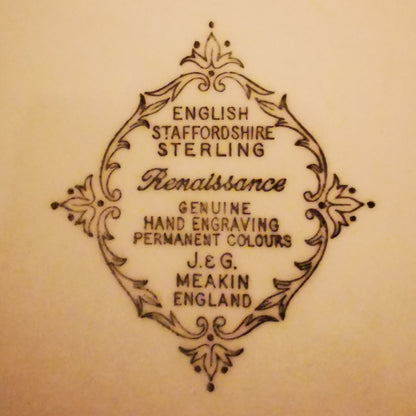 ENGLISH
STAFFORDSHIRE
STERLING
Renaissance
GENUINE
HAND ENGRAVING
PERMANENT COLOURS
J. & G.
MEAKIN
ENGLAND